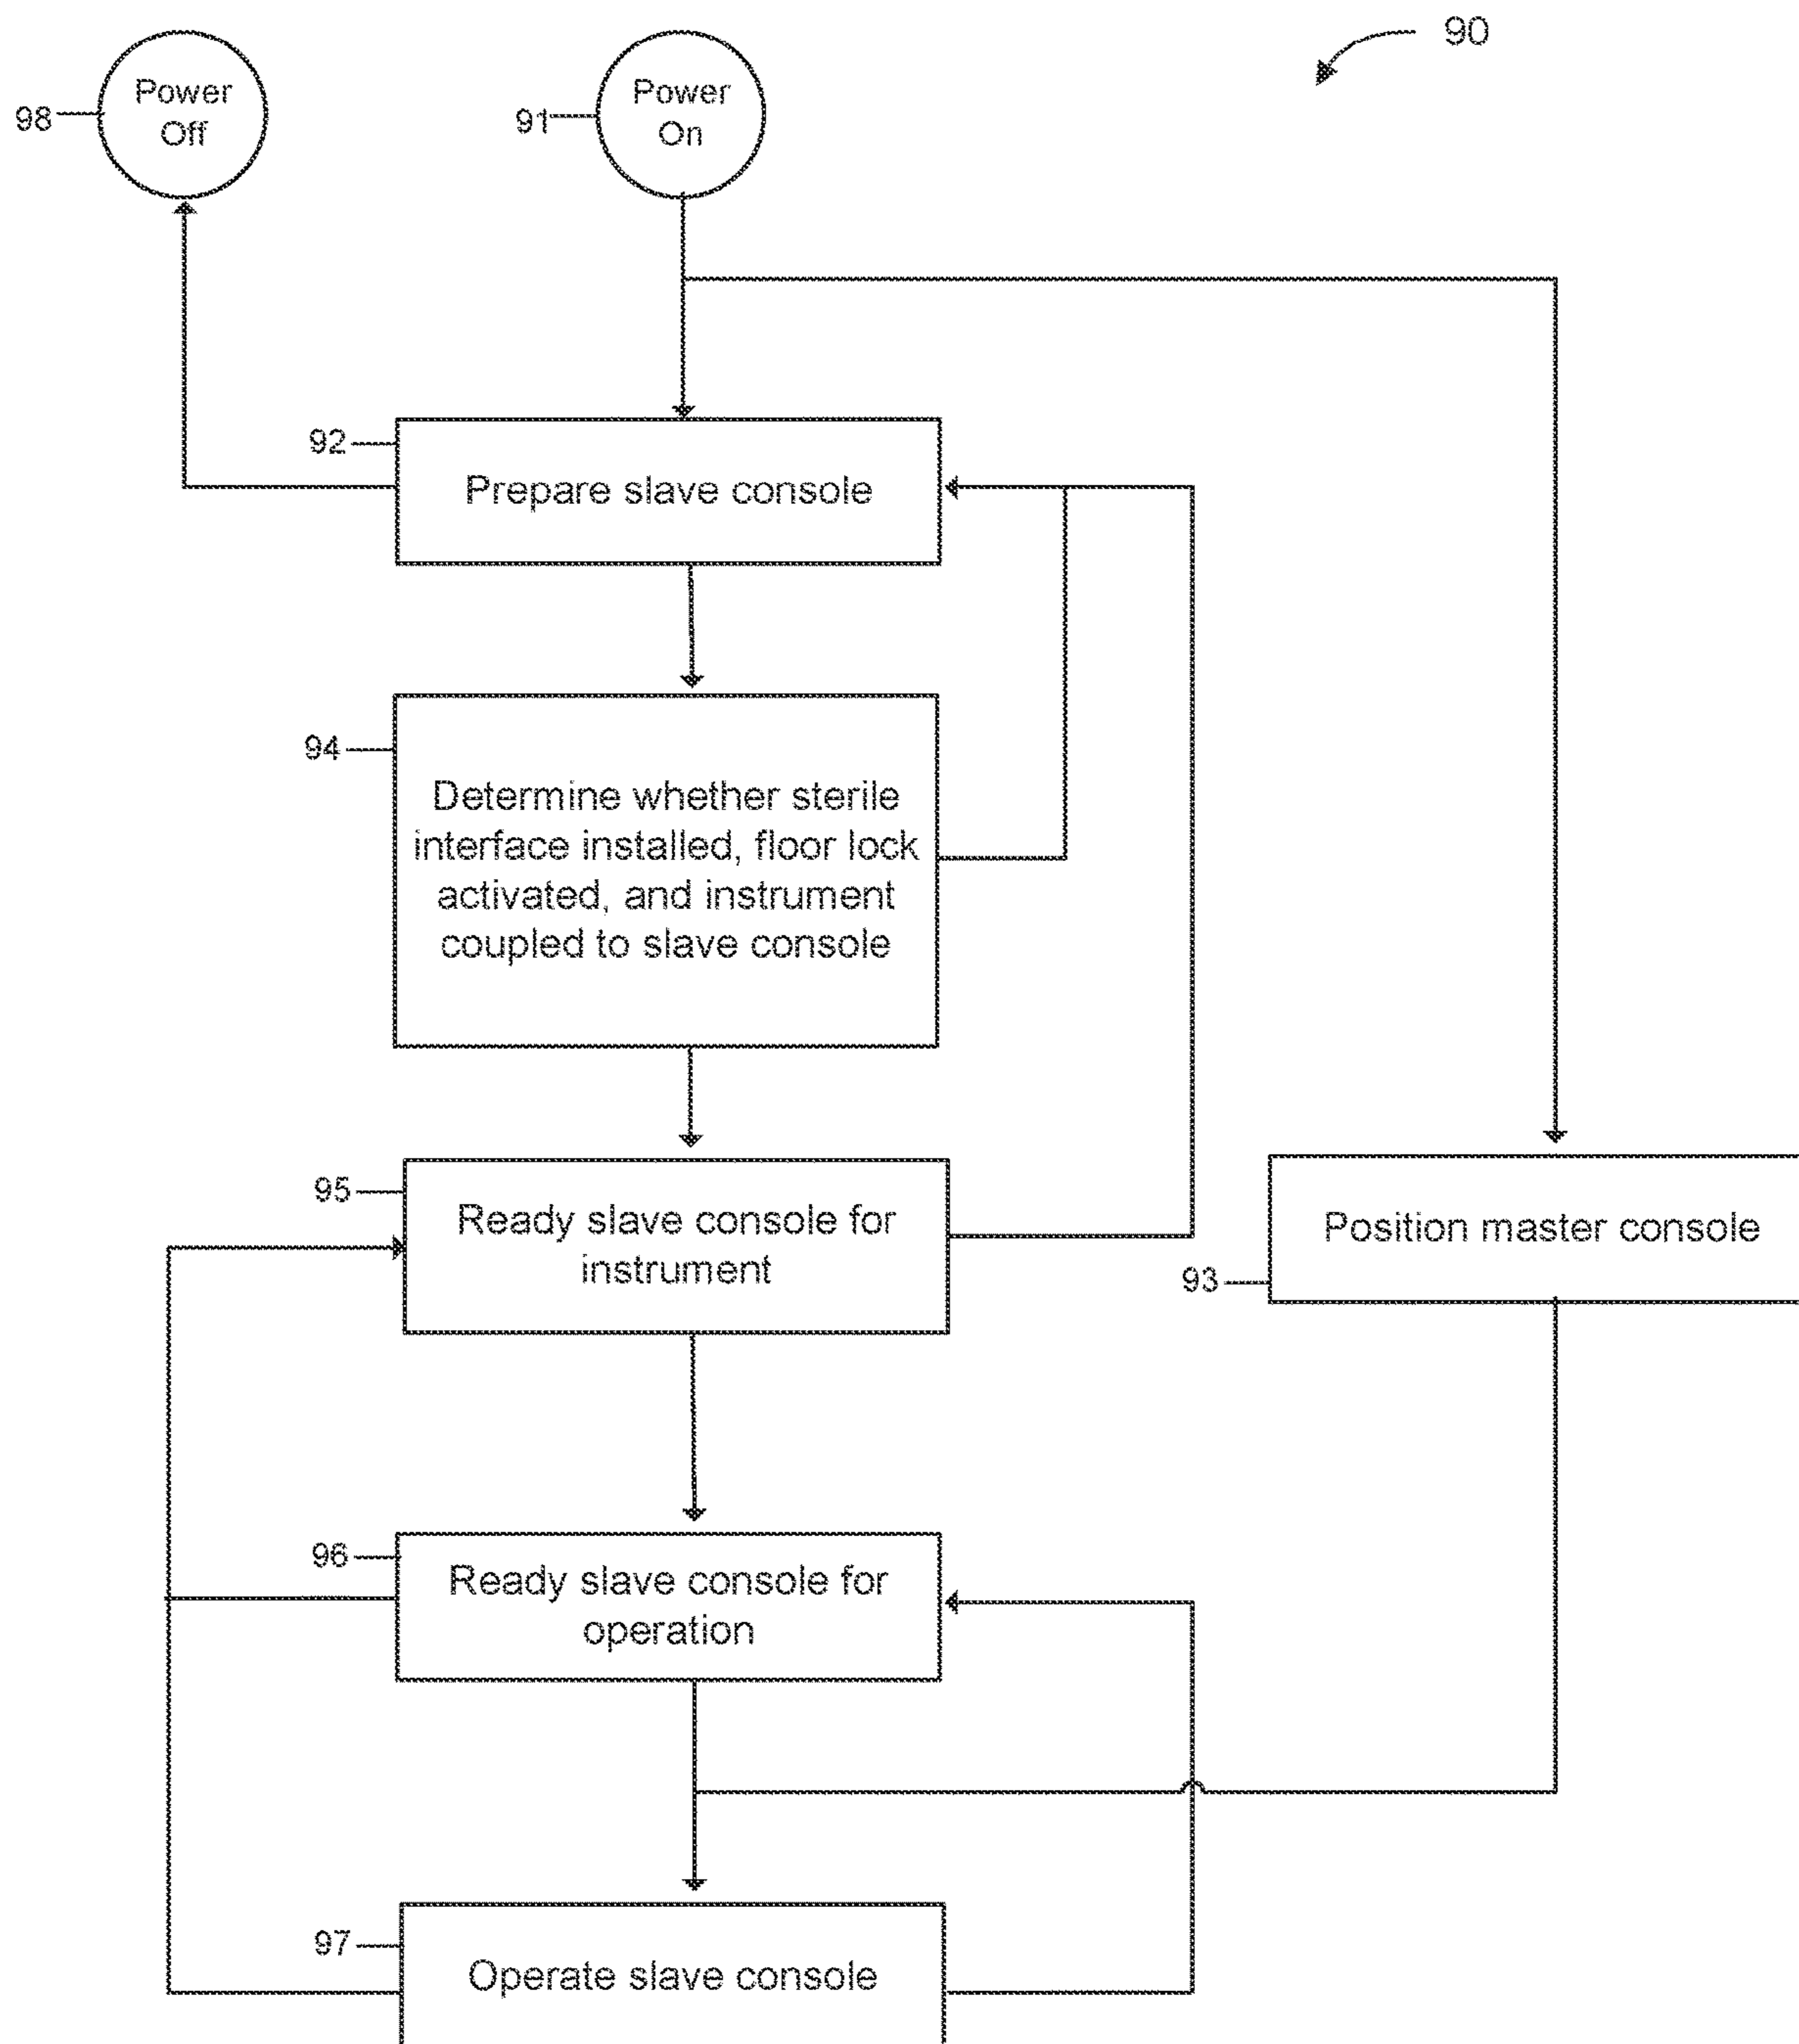 90
Power
Off
98
Power
On
91
92
Prepare slave console
94
Determine whether sterile
interface installed, floor lock
activated, and instrument
coupled to slave console
95
Ready slave console for
instrument
Position master console
93
96
Ready slave console for
operation
97
Operate slave console